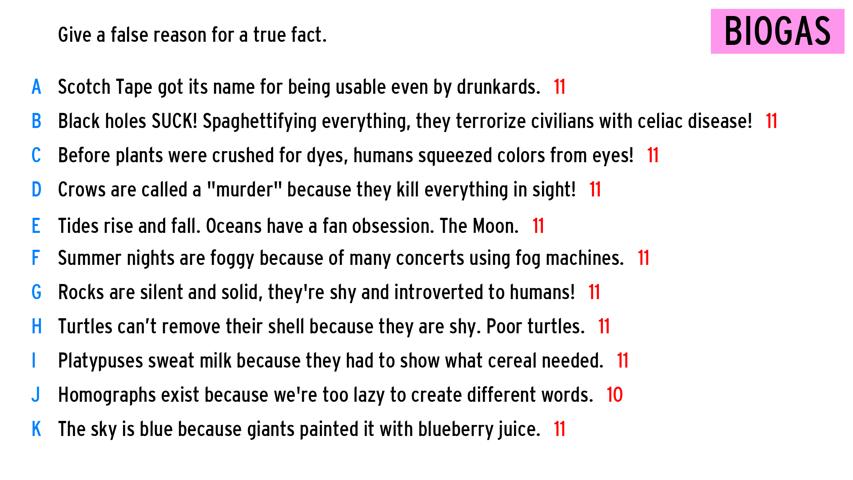 Give a false reason for a true fact.
BIOGAS
A Scotch Tape got its name for being usable even by drunkards. 11
B Black holes SUCK! Spaghettifying everything, they terrorize civilians with celiac disease! 11
C Before plants were crushed for dyes, humans squeezed colors from eyes! 11
D Crows are called a "murder" because they kill everything in sight! 11
E Tides rise and fall. Oceans have a fan obsession. The Moon. 11
F Summer nights are foggy because of many concerts using fog machines. 11
G Rocks are silent and solid, they're shy and introverted to humans! 11
H Turtles can’t remove their shell because they are shy. Poor turtles. 11
I Platypuses sweat milk because they had to show what cereal needed. 11
J Homographs exist because we're too lazy to create different words. 10
K The sky is blue because giants painted it with blueberry juice. 11